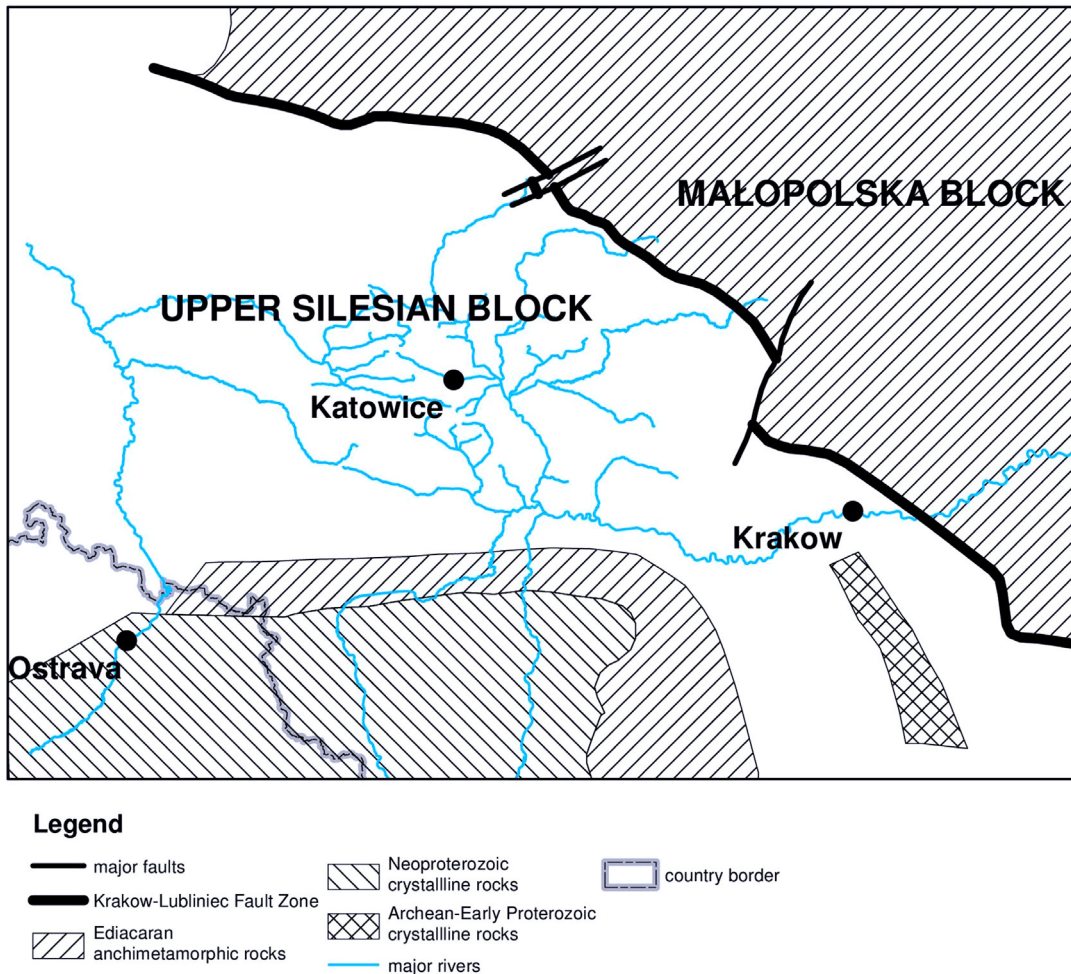 MAŁOPOLSKA BLOCK
UPPER SILESIAN BLOCK
Katowice
Krakow
Ostrava
Legend
major faults
Krakow-Lubliniec Fault Zone
Ediacaran
anchimetamorphic rocks
Neoproterozoic
crystallline rocks
Archean-Early Proterozoic
crystallline rocks
major rivers
country border